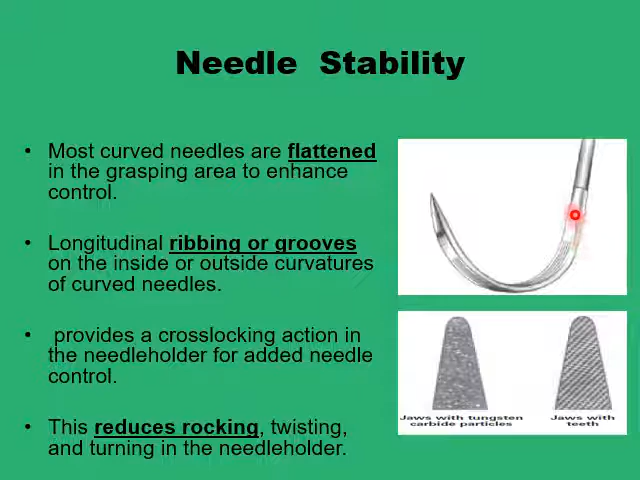 Needle  Stability
• Most curved needles are flattened
in the grasping area to enhance
control.
• Longitudinal ribbing or grooves
on the inside or outside curvatures
of curved needles.
•  provides a crosslocking action in
the needleholder for added needle
control.
• This reduces rocking, twisting,
and turning in the needleholder.
Jaws with tungsten
carbide particles
Jaws with
teeth